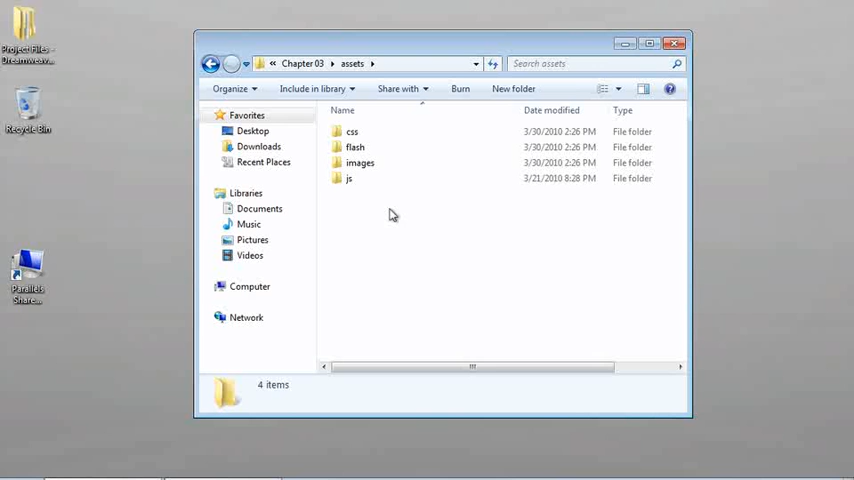 Project Files -
Dreamweav...
Recycle Bin
Parallels
Share...
« Chapter 03 assets
Search assets
Organize Include in library Share with Burn New folder
Name Date modified Type
Favorites
Desktop
Downloads
Recent Places
Libraries
Documents
Music
Pictures
Videos
Computer
Network
css 3/30/2010 2:26 PM File folder
flash 3/30/2010 2:26 PM File folder
images 3/30/2010 2:26 PM File folder
js 3/21/2010 8:28 PM File folder
4 items